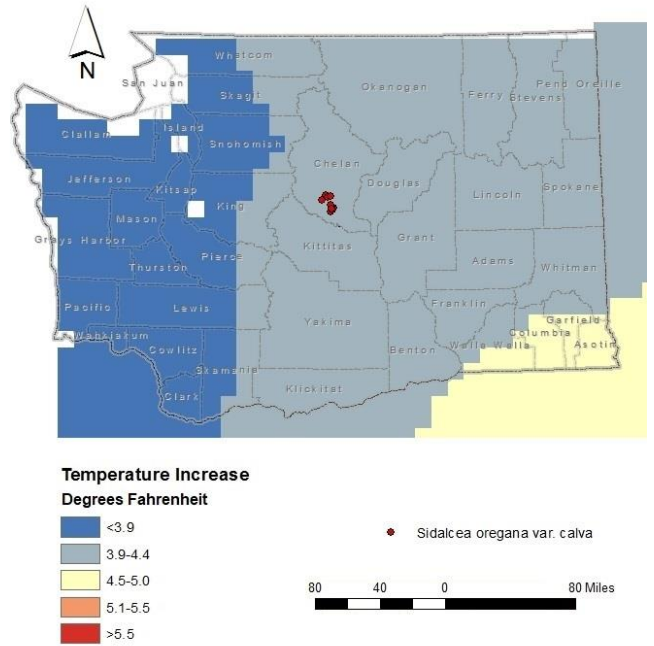 N
Whatcom
San Juan
Skagit
Okanogan
Ferry
Stevens
Pend Oreille
Clallam
Island
Snohomish
Chelan
Jefferson
Kitsap
King
Douglas
Lincoln
Spokane
Mason
Grays Harbor
Kittitas
Grant
Pierce
Thurston
Adams
Whitman
Pacific
Lewis
Yakima
Franklin
Garfield
Columbia
Wahkiakum
Walla Walla
Asotin
Cowlitz
Skamania
Benton
Clark
Klickitat
Temperature Increase
Degrees Fahrenheit
<3.9
3.9-4.4
4.5-5.0
5.1-5.5
>5.5
Sidalcea oregana var. calva
80 40 0 80 Miles